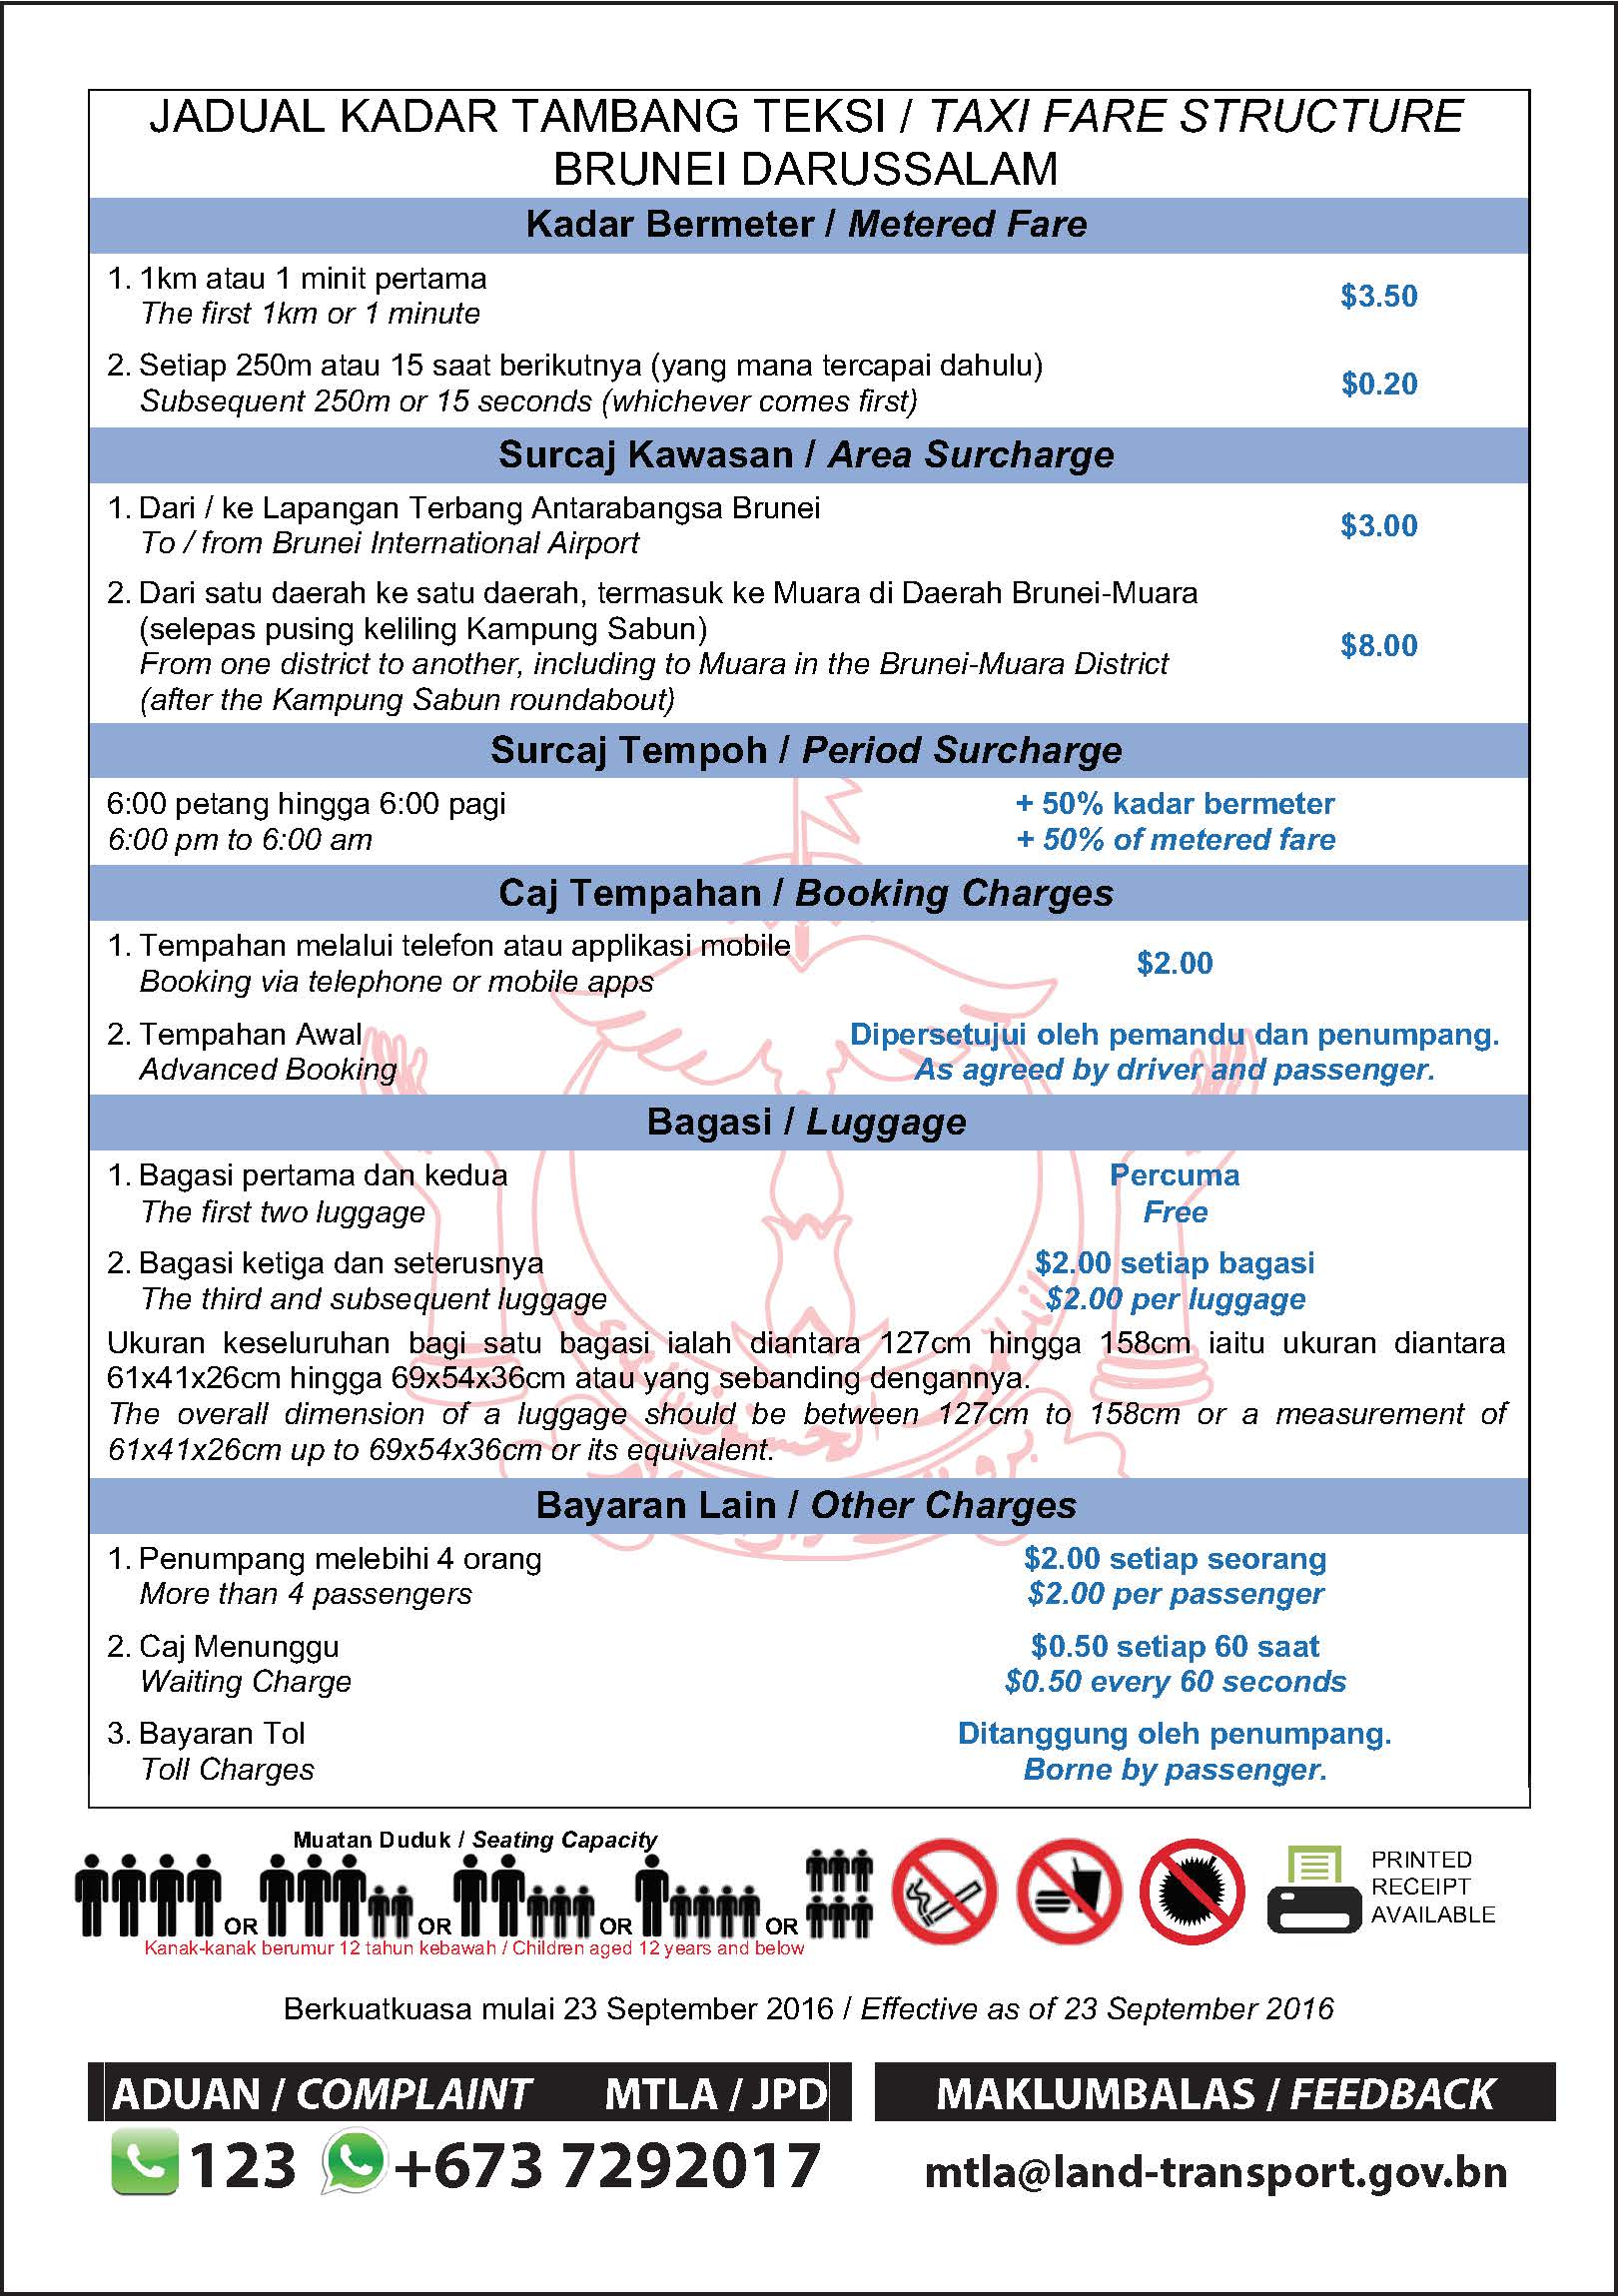 JADUAL KADAR TAMBANG TEKSI / TAXI FARE STRUCTURE
BRUNEI DARUSSALAM
Kadar Bermeter / Metered Fare
1. 1km atau 1 minit pertama
The first 1km or 1 minute
$3.50
2. Setiap 250m atau 15 saat berikutnya (yang mana tercapai dahulu)
Subsequent 250m or 15 seconds (whichever comes first)
$0.20
Surcaj Kawasan / Area Surcharge
1. Dari / ke Lapangan Terbang Antarabangsa Brunei
To / from Brunei International Airport
$3.00
2. Dari satu daerah ke satu daerah, termasuk ke Muara di Daerah Brunei-Muara
(selepas pusing keliling Kampung Sabun)
From one district to another, including to Muara in the Brunei-Muara District
(after the Kampung Sabun roundabout)
$8.00
Surcaj Tempoh / Period Surcharge
6:00 petang hingga 6:00 pagi
6:00 pm to 6:00 am
+ 50% kadar bermeter
+ 50% of metered fare
Caj Tempahan / Booking Charges
1. Tempahan melalui telefon atau applikasi mobile
Booking via telephone or mobile apps
$2.00
2. Tempahan Awal
Advanced Booking
Dipersetujui oleh pemandu dan penumpang.
As agreed by driver and passenger.
Bagasi / Luggage
1. Bagasi pertama dan kedua
The first two luggage
Percuma
Free
2. Bagasi ketiga dan seterusnya
The third and subsequent luggage
$2.00 setiap bagasi
$2.00 per luggage
Ukuran keseluruhan bagi satu bagasi ialah diantara 127cm hingga 158cm iaitu ukuran diantara
61x41x26cm hingga 69x54x36cm atau yang sebanding dengannya.
The overall dimension of a luggage should be between 127cm to 158cm or a measurement of
61x41x26cm up to 69x54x36cm or its equivalent.
Bayaran Lain / Other Charges
1. Penumpang melebihi 4 orang
More than 4 passengers
$2.00 setiap seorang
$2.00 per passenger
2. Caj Menunggu
Waiting Charge
$0.50 setiap 60 saat
$0.50 every 60 seconds
3. Bayaran Tol
Toll Charges
Ditanggung oleh penumpang.
Borne by passenger.
Muatan Duduk / Seating Capacity
OR OR OR OR
Kanak-kanak berumur 12 tahun kebawah / Children aged 12 years and below
PRINTED
RECEIPT
AVAILABLE
Berkuatkuasa mulai 23 September 2016 / Effective as of 23 September 2016
ADUAN / COMPLAINT MTLA / JPD
123 +673 7292017
MAKLUMBALAS / FEEDBACK
mtla@land-transport.gov.bn